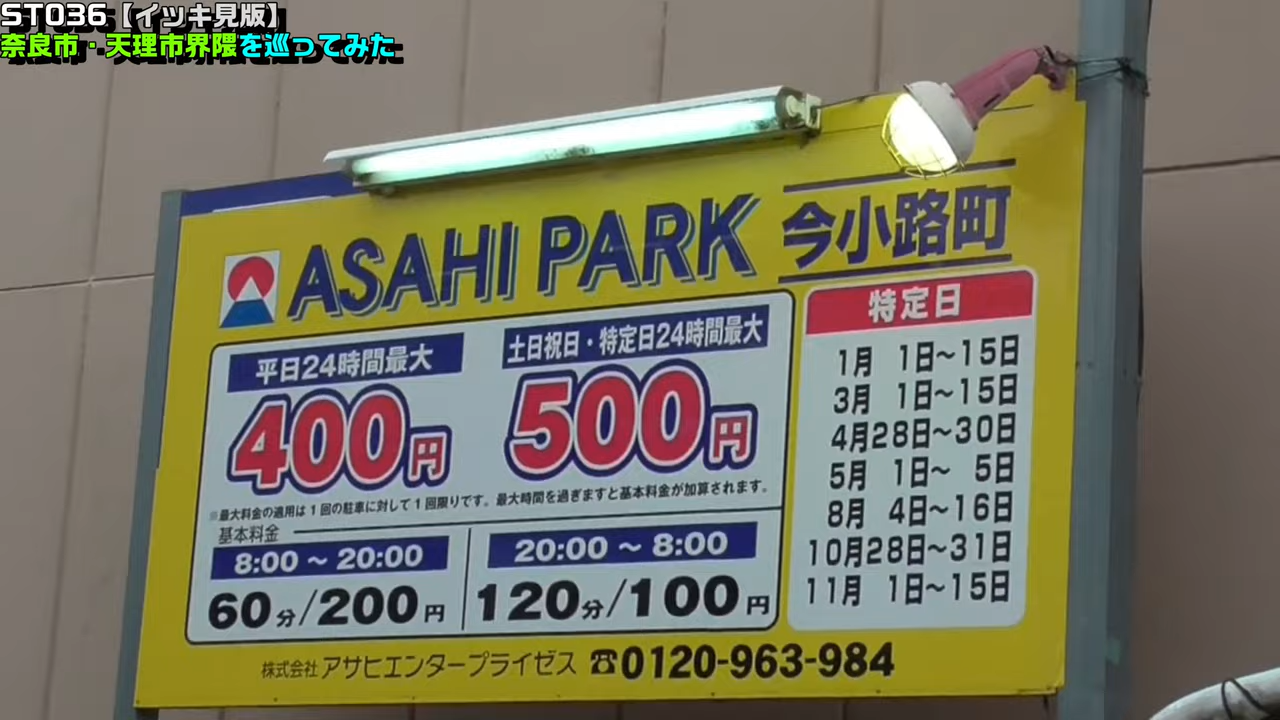 ST036【イッキ見版】
奈良市・天理市界隈を巡ってみた
ASAHI PARK 今小路町
平日24時間最大
400円
土日祝日・特定日24時間最大
500円
※最大料金の適用は1回の駐車に対して1回限りです。最大時間を過ぎますと基本料金が加算されます。
基本料金
8:00～20:00
60分/200円
20:00～8:00
120分/100円
特定日
1月 1日～15日
3月 1日～15日
4月28日～30日
5月 1日～ 5日
8月 4日～16日
10月28日～31日
11月 1日～15日
株式会社アサヒエンタープライゼス ☎0120-963-984